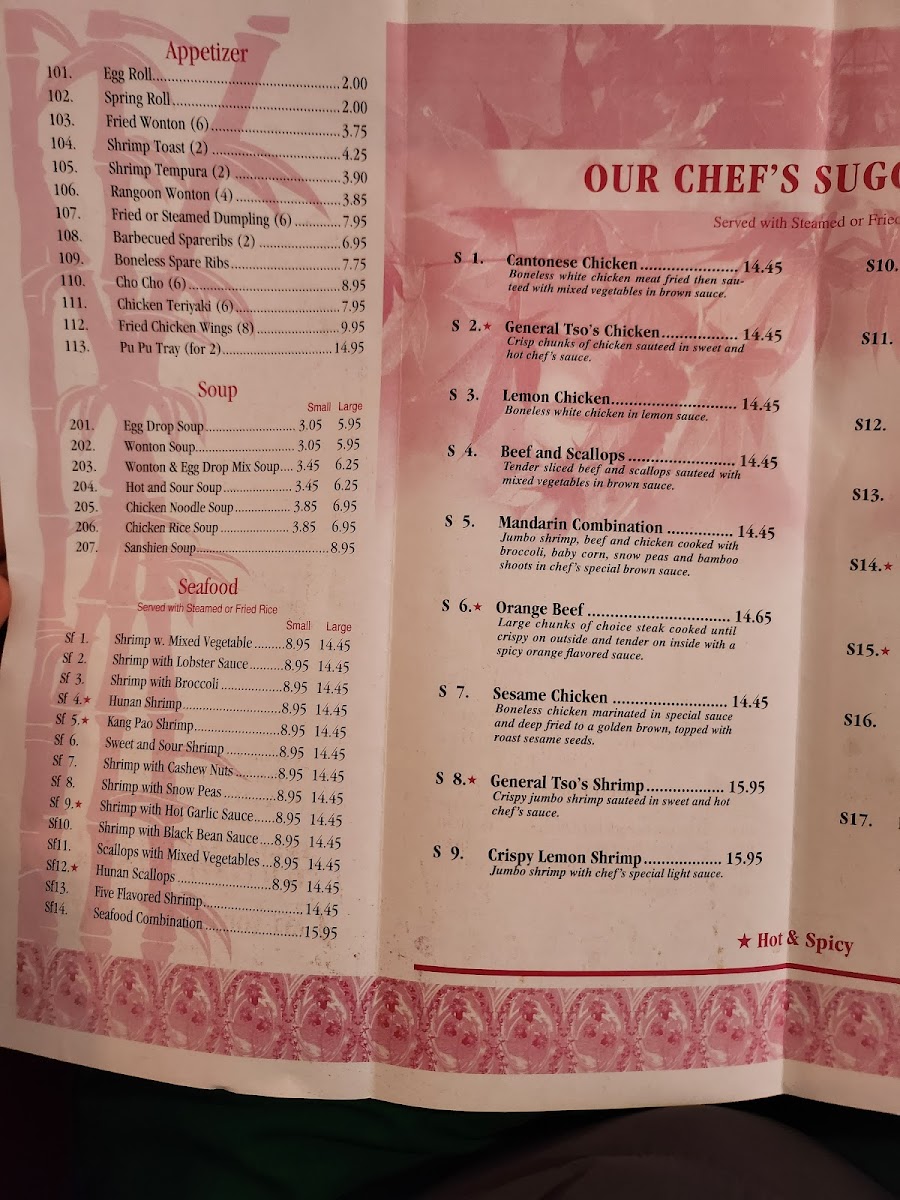 Appetizer
101. Egg Roll 2.00
102. Spring Roll 2.00
103. Fried Wonton (6) 3.75
104. Shrimp Toast (2) 4.25
105. Shrimp Tempura (2) 3.90
106. Rangoon Wonton (4) 3.85
107. Fried or Steamed Dumpling (6) 7.95
108. Barbecued Spareribs (2) 6.95
109. Boneless Spare Ribs 7.75
110. Cho Cho (6) 8.95
111. Chicken Teriyaki (6) 7.95
112. Fried Chicken Wings (8) 9.95
113. Pu Pu Tray (for 2) 14.95
Soup
Small Large
201. Egg Drop Soup 3.05 5.95
202. Wonton Soup 3.05 5.95
203. Wonton & Egg Drop Mix Soup 3.45 6.25
204. Hot and Sour Soup 3.45 6.25
205. Chicken Noodle Soup 3.85 6.95
206. Chicken Rice Soup 3.85 6.95
207. Sanshien Soup 8.95
Seafood
Served with Steamed or Fried Rice
Small Large
Sf 1. Shrimp w. Mixed Vegetable 8.95 14.45
Sf 2. Shrimp with Lobster Sauce 8.95 14.45
Sf 3. Shrimp with Broccoli 8.95 14.45
Sf 4.★ Hunan Shrimp 8.95 14.45
Sf 5.★ Kang Pao Shrimp 8.95 14.45
Sf 6. Sweet and Sour Shrimp 8.95 14.45
Sf 7. Shrimp with Cashew Nuts 8.95 14.45
Sf 8. Shrimp with Snow Peas 8.95 14.45
Sf 9.★ Shrimp with Hot Garlic Sauce 8.95 14.45
Sf10. Shrimp with Black Bean Sauce 8.95 14.45
Sf11. Scallops with Mixed Vegetables 8.95 14.45
Sf12.★ Hunan Scallops 8.95 14.45
Sf13. Five Flavored Shrimp 14.45
Sf14. Seafood Combination 15.95
OUR CHEF'S SUGG
Served with Steamed or Fried
S 1. Cantonese Chicken 14.45
Boneless white chicken meat fried then sau-
teed with mixed vegetables in brown sauce.
S 2.★ General Tso's Chicken 14.45
Crisp chunks of chicken sauteed in sweet and
hot chef's sauce.
S 3. Lemon Chicken 14.45
Boneless white chicken in lemon sauce.
S 4. Beef and Scallops 14.45
Tender sliced beef and scallops sauteed with
mixed vegetables in brown sauce.
S 5. Mandarin Combination 14.45
Jumbo shrimp, beef and chicken cooked with
broccoli, baby corn, snow peas and bamboo
shoots in chef's special brown sauce.
S 6.★ Orange Beef 14.65
Large chunks of choice steak cooked until
crispy on outside and tender on inside with a
spicy orange flavored sauce.
S 7. Sesame Chicken 14.45
Boneless chicken marinated in special sauce
and deep fried to a golden brown, topped with
roast sesame seeds.
S 8.★ General Tso's Shrimp 15.95
Crispy jumbo shrimp sauteed in sweet and hot
chef's sauce.
S 9. Crispy Lemon Shrimp 15.95
Jumbo shrimp with chef's special light sauce.
★ Hot & Spicy
S10.
S11.
S12.
S13.
S14.★
S15.★
S16.
S17.